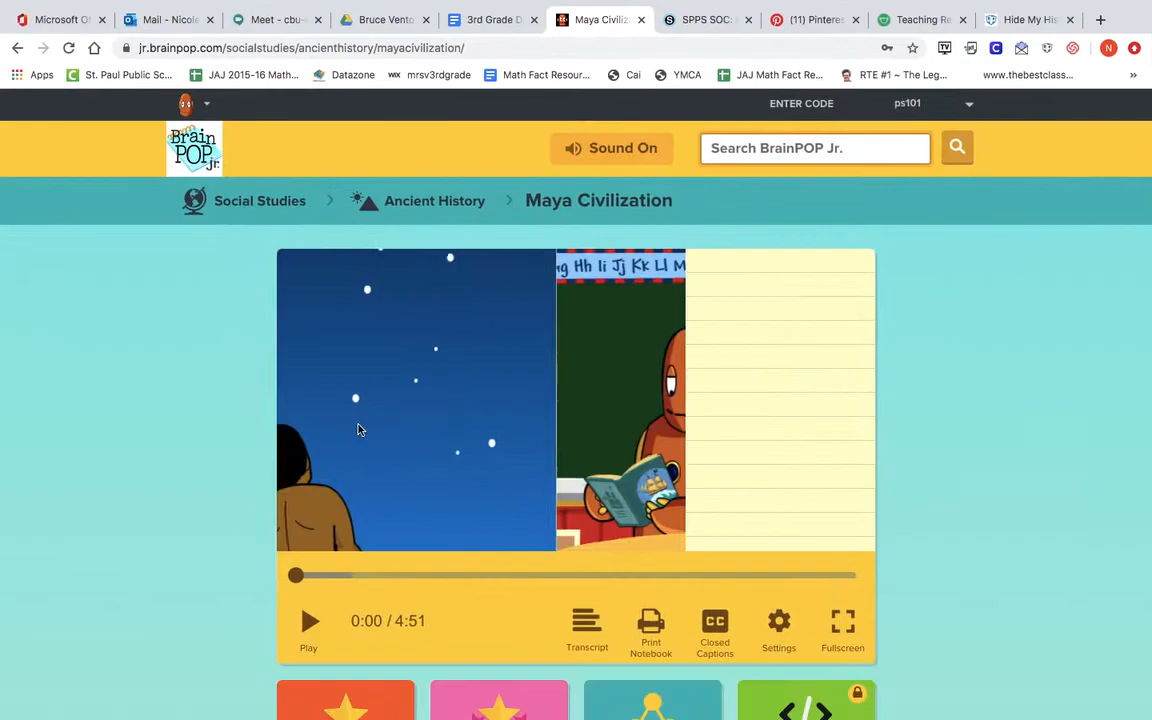 Microsoft Of
Mail - Nicole
Meet - cbu-
Bruce Vento
3rd Grade D
Maya Civiliz
SPPS SOC:
(11) Pinteres
Teaching Re
Hide My His
jr.brainpop.com/socialstudies/ancienthistory/mayacivilization/
Apps
St. Paul Public Sc...
JAJ 2015-16 Math...
Datazone
WIX mrsv3rdgrade
Math Fact Resour...
Cai
YMCA
JAJ Math Fact Re...
RTE #1 ~ The Leg...
www.thebestclass...
»
ENTER CODE
ps101
Brain
POP
jr.
Sound On
Search BrainPOP Jr.
Social Studies
Ancient History
Maya Civilization
g Hh Ii Jj Kk Ll M
0:00 / 4:51
CC
Play
Transcript
Print
Notebook
Closed
Captions
Settings
Fullscreen